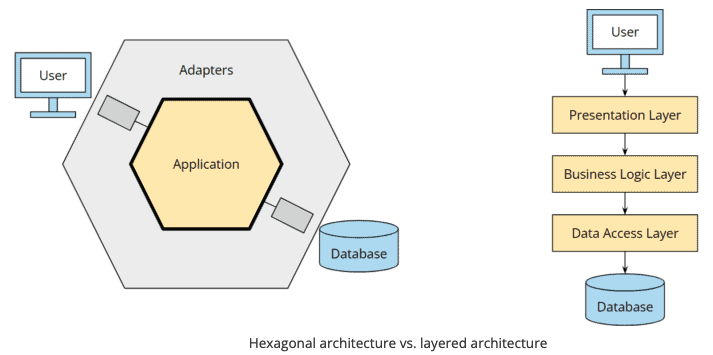 User
Adapters
Application
Database
User
Presentation Layer
Business Logic Layer
Data Access Layer
Database
Hexagonal architecture vs. layered architecture